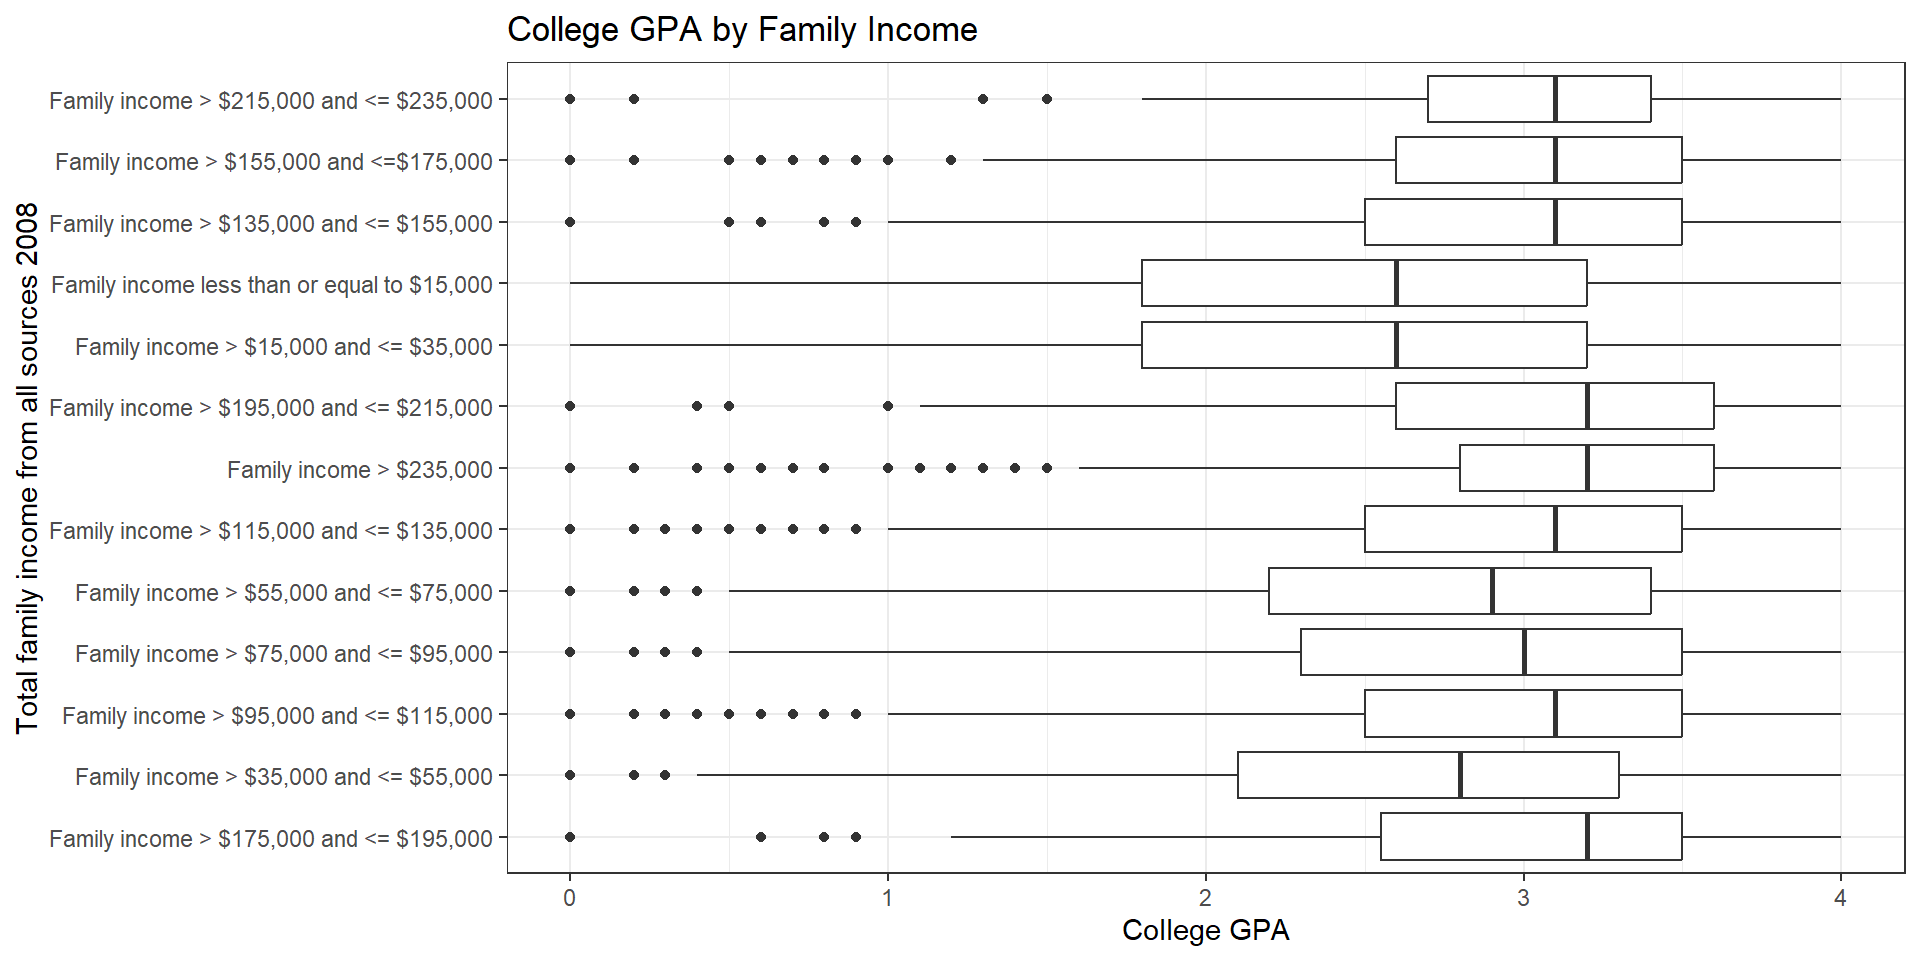 College GPA by Family Income
Total family income from all sources 2008
Family income > $215,000 and <= $235,000
Family income > $155,000 and <=$175,000
Family income > $135,000 and <= $155,000
Family income less than or equal to $15,000
Family income > $15,000 and <= $35,000
Family income > $195,000 and <= $215,000
Family income > $235,000
Family income > $115,000 and <= $135,000
Family income > $55,000 and <= $75,000
Family income > $75,000 and <= $95,000
Family income > $95,000 and <= $115,000
Family income > $35,000 and <= $55,000
Family income > $175,000 and <= $195,000
0 1 2 3 4
College GPA